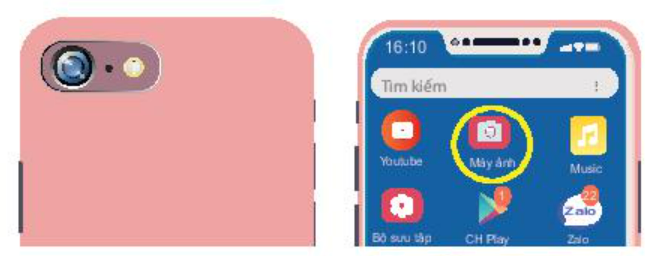 16:10
Tìm kiếm
Youtube
Máy ảnh
Music
1
22
Zalo
Bộ sưu tập
CH Play
Zalo